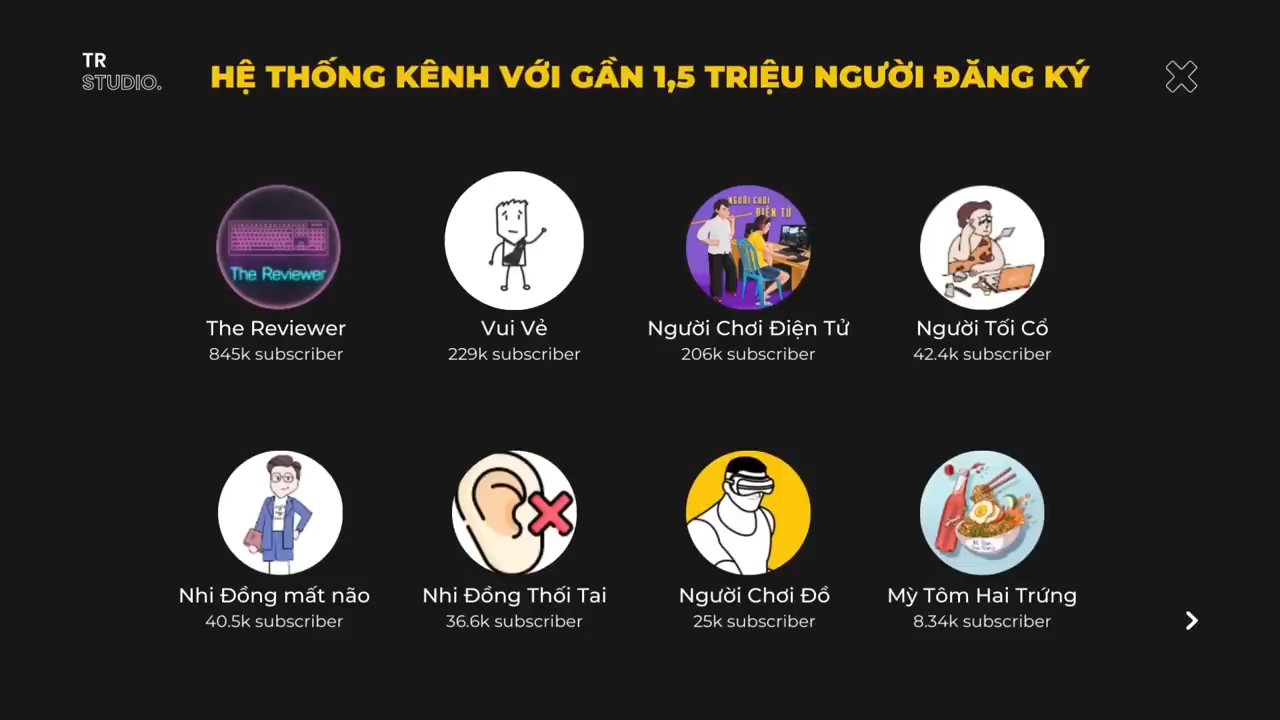 TR
STUDIO.
HỆ THỐNG KÊNH VỚI GẦN 1,5 TRIỆU NGƯỜI ĐĂNG KÝ
The Reviewer
NGƯỜI CHƠI
ĐIỆN TỬ
The Reviewer
845k subscriber
Vui Vẻ
229k subscriber
Người Chơi Điện Tử
206k subscriber
Người Tối Cổ
42.4k subscriber
Nhi Đồng mất não
40.5k subscriber
Nhi Đồng Thối Tai
36.6k subscriber
Người Chơi Đồ
25k subscriber
Mỳ Tôm Hai Trứng
8.34k subscriber